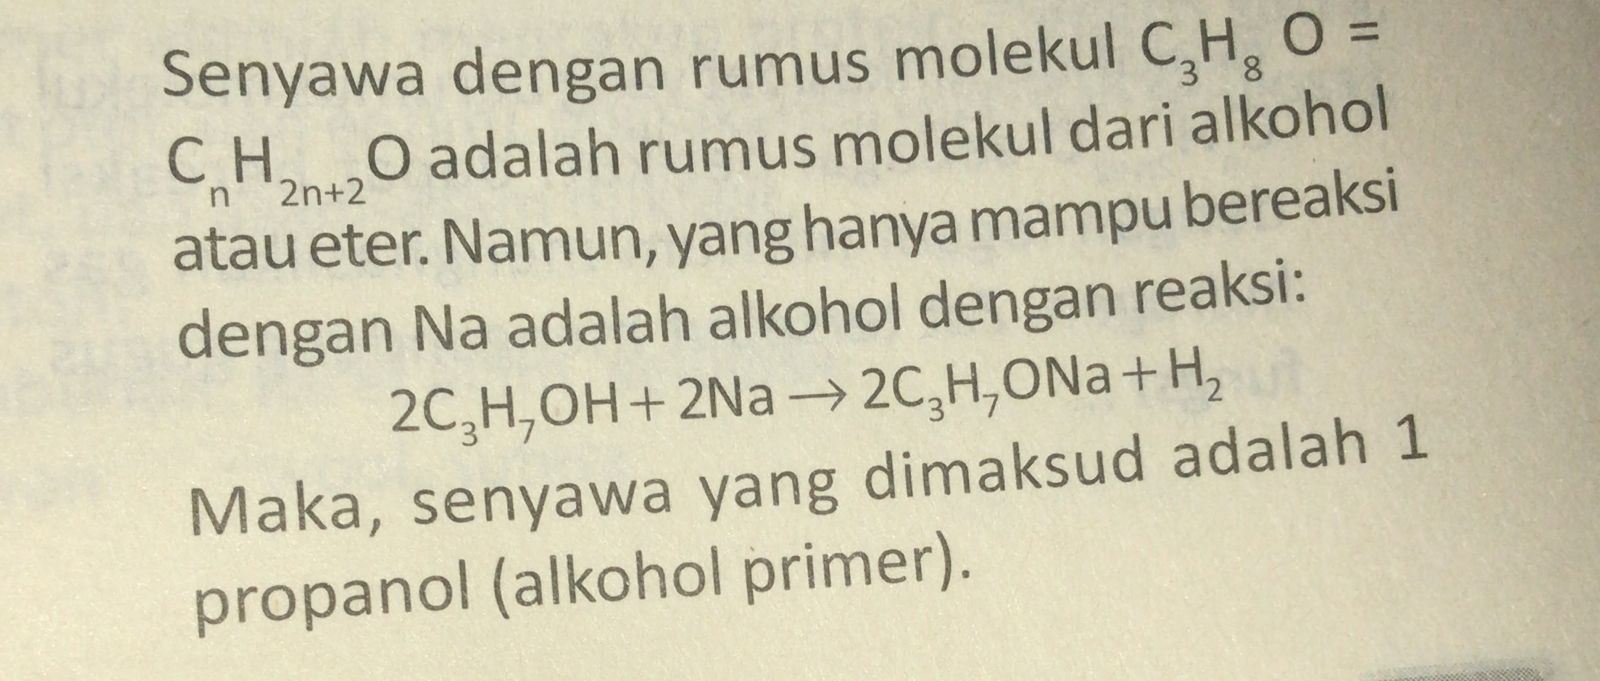 Senyawa dengan rumus molekul C₃H₈ O =
CₙH₂ₙ₊₂O adalah rumus molekul dari alkohol
atau eter. Namun, yang hanya mampu bereaksi
dengan Na adalah alkohol dengan reaksi:
2C₃H₇OH + 2Na → 2C₃H₇ONa + H₂
Maka, senyawa yang dimaksud adalah 1
propanol (alkohol primer).